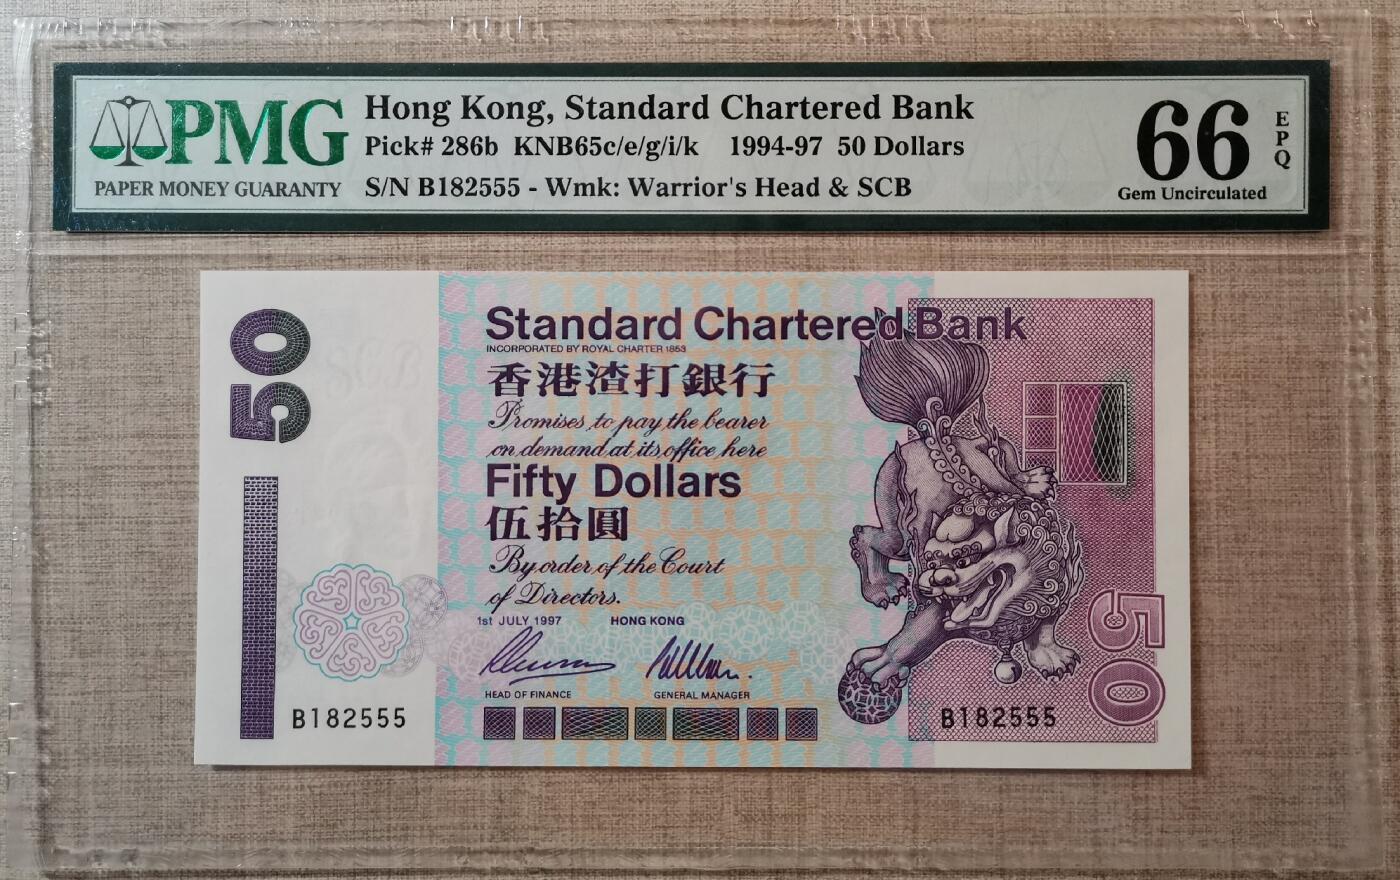 PMG
PAPER MONEY GUARANTY
Hong Kong, Standard Chartered Bank
Pick# 286b KNB65c/e/g/i/k 1994-97 50 Dollars
S/N B182555 - Wmk: Warrior's Head & SCB
66
EPQ
Gem Uncirculated
50
Standard Chartered Bank
INCORPORATED BY ROYAL CHARTER 1853
香港渣打銀行
Promises to pay the bearer
on demand at its office here
Fifty Dollars
伍拾圓
By order of the Court
of Directors.
1st JULY 1997 HONG KONG
HEAD OF FINANCE GENERAL MANAGER
B182555
B182555
50